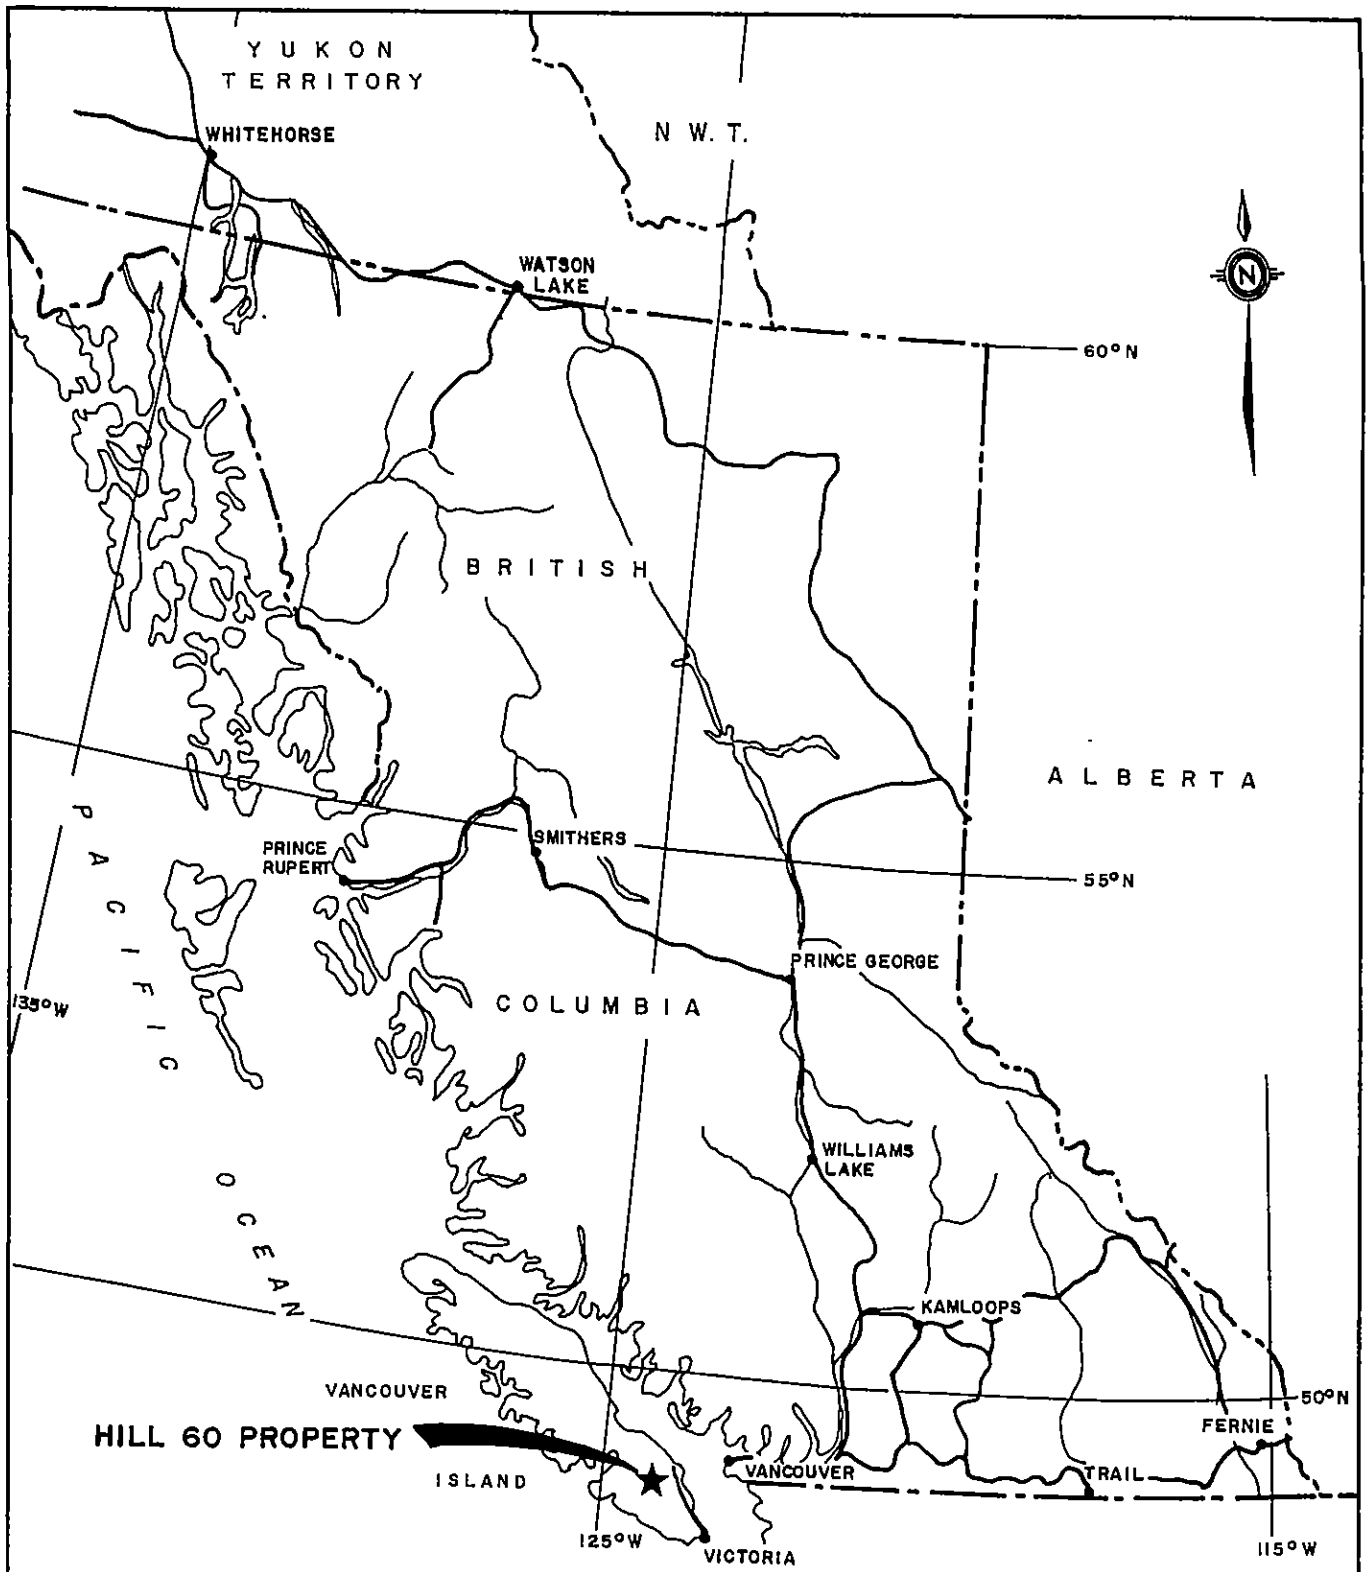 YUKON
TERRITORY
N W. T.
WHITEHORSE
WATSON
LAKE
N
60°N
BRITISH
ALBERTA
PACIFIC
PRINCE
RUPERT
SMITHERS
55°N
PRINCE GEORGE
COLUMBIA
135°W
WILLIAMS
LAKE
OCEAN
KAMLOOPS
VANCOUVER
50°N
FERNIE
HILL 60 PROPERTY
ISLAND
VANCOUVER
TRAIL
125°W
VICTORIA
115°W